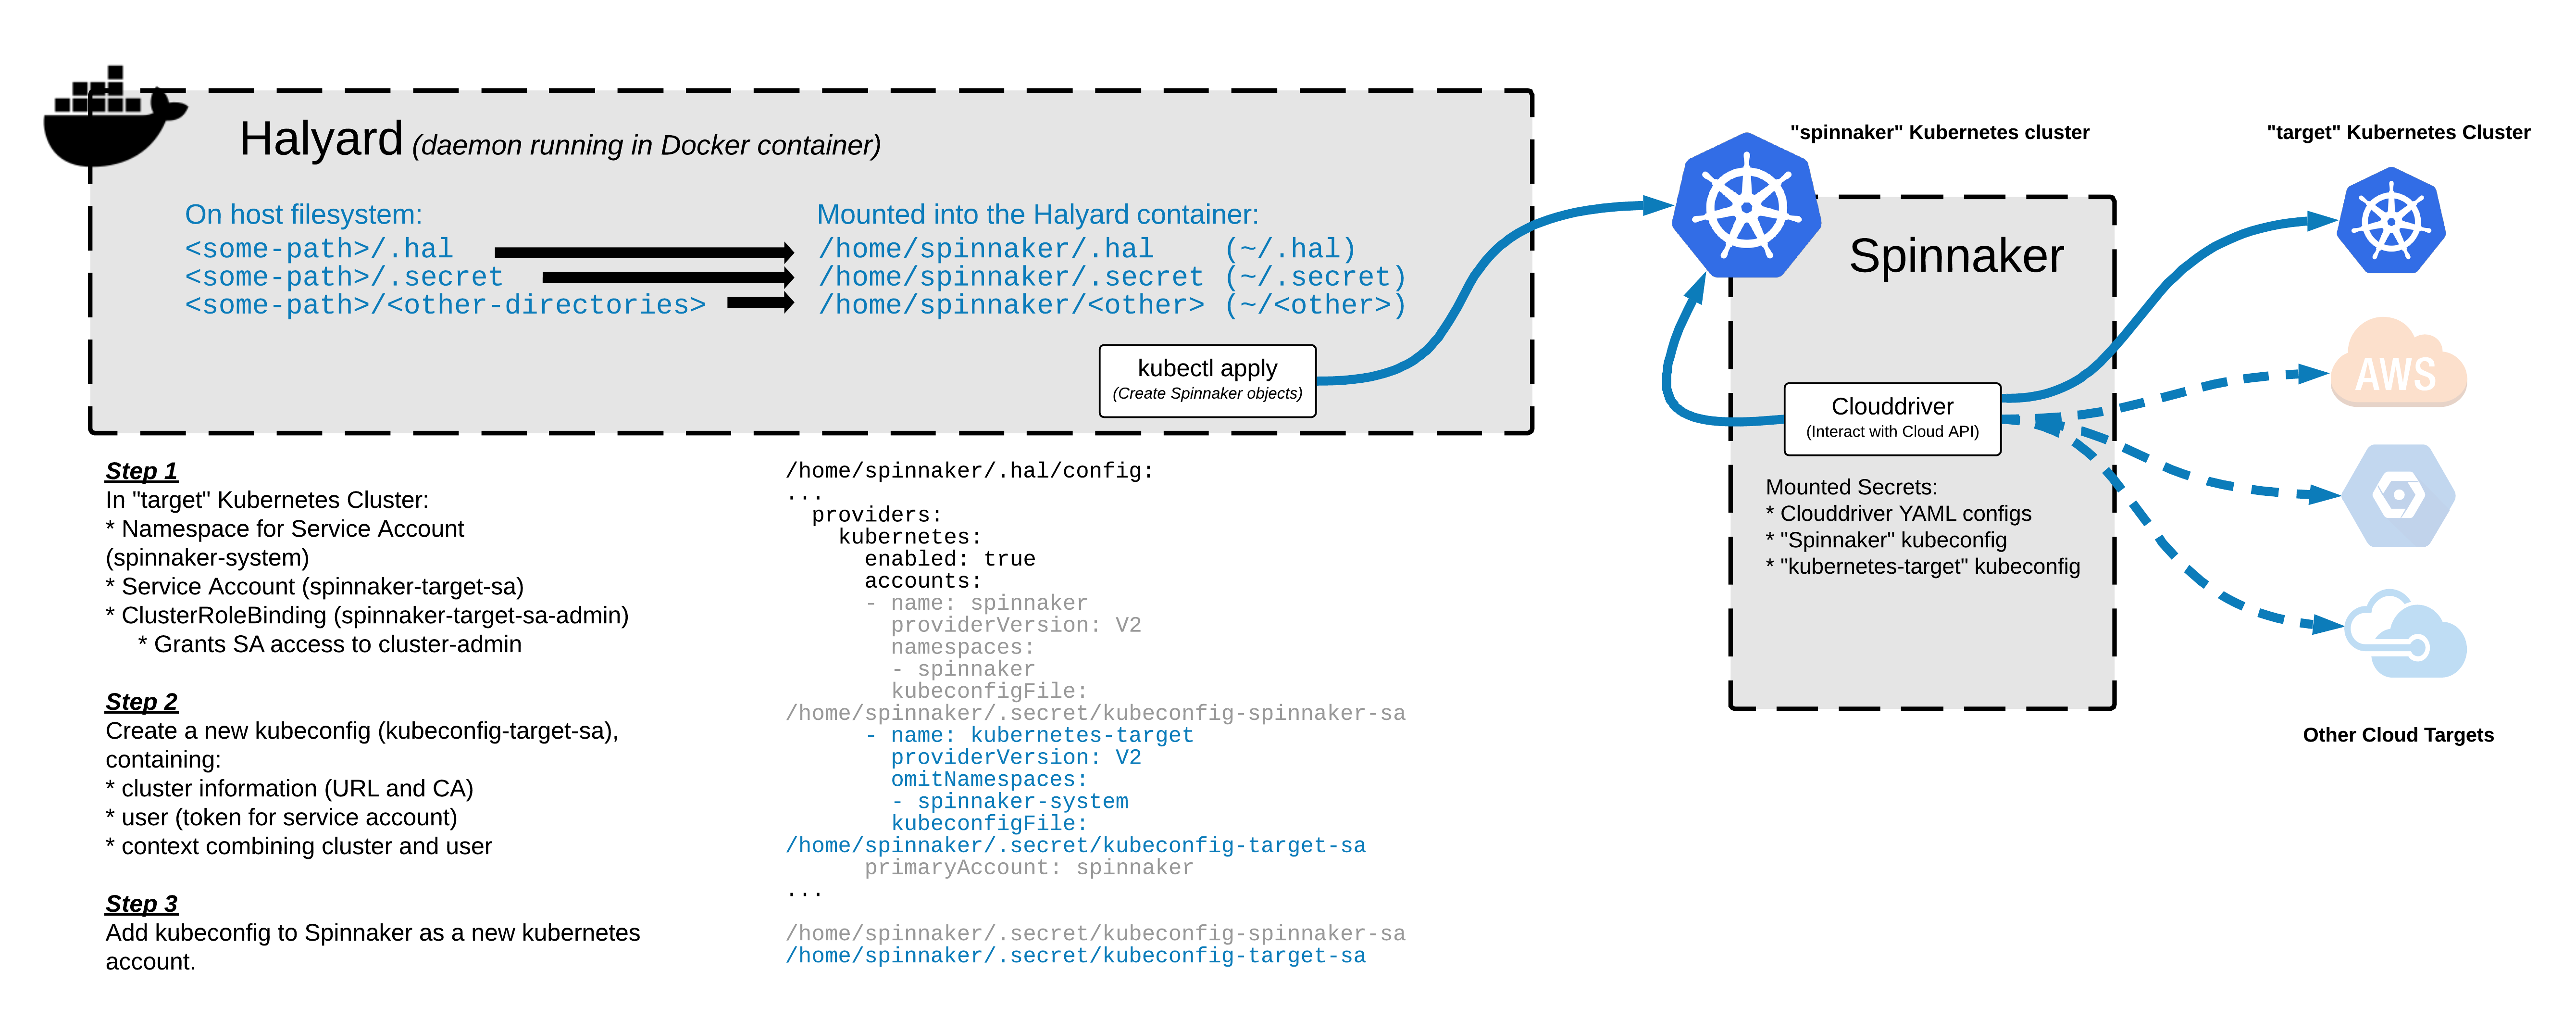 Halyard (daemon running in Docker container)
On host filesystem:
<some-path>/.hal
<some-path>/.secret
<some-path>/<other-directories>
Mounted into the Halyard container:
/home/spinnaker/.hal (~/.hal)
/home/spinnaker/.secret (~/.secret)
/home/spinnaker/<other> (~/<other>)
kubectl apply
(Create Spinnaker objects)
Step 1
In "target" Kubernetes Cluster:
* Namespace for Service Account
(spinnaker-system)
* Service Account (spinnaker-target-sa)
* ClusterRoleBinding (spinnaker-target-sa-admin)
* Grants SA access to cluster-admin
Step 2
Create a new kubeconfig (kubeconfig-target-sa),
containing:
* cluster information (URL and CA)
* user (token for service account)
* context combining cluster and user
Step 3
Add kubeconfig to Spinnaker as a new kubernetes
account.
/home/spinnaker/.hal/config:
...
providers:
kubernetes:
enabled: true
accounts:
- name: spinnaker
providerVersion: V2
namespaces:
- spinnaker
kubeconfigFile:
/home/spinnaker/.secret/kubeconfig-spinnaker-sa
- name: kubernetes-target
providerVersion: V2
omitNamespaces:
- spinnaker-system
kubeconfigFile:
/home/spinnaker/.secret/kubeconfig-target-sa
primaryAccount: spinnaker
...
/home/spinnaker/.secret/kubeconfig-spinnaker-sa
/home/spinnaker/.secret/kubeconfig-target-sa
"spinnaker" Kubernetes cluster
Spinnaker
Clouddriver
(Interact with Cloud API)
Mounted Secrets:
* Clouddriver YAML configs
* "Spinnaker" kubeconfig
* "kubernetes-target" kubeconfig
"target" Kubernetes Cluster
AWS
Other Cloud Targets